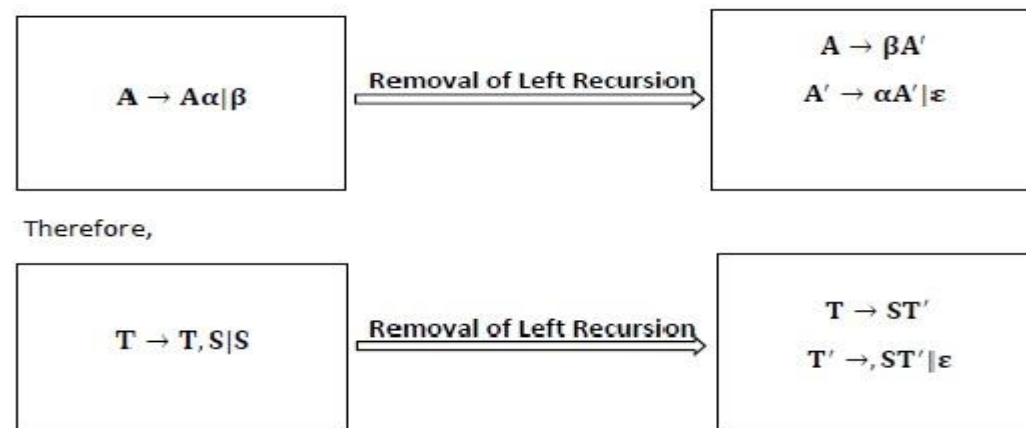 A → Aα|β
Removal of Left Recursion
A → βA′
A′ → αA′|ε
Therefore,
T → T, S|S
Removal of Left Recursion
T → ST′
T′ →, ST′|ε